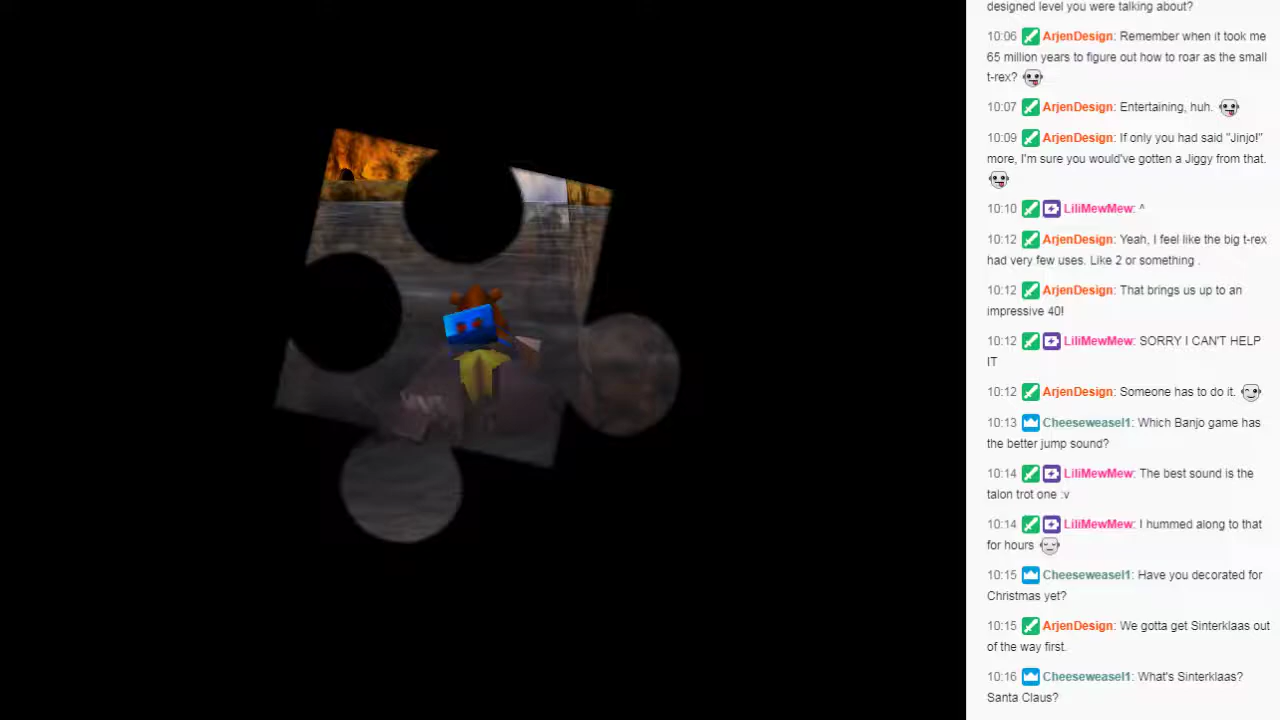 designed level you were talking about?
10:06 ArjenDesign: Remember when it took me
65 million years to figure out how to roar as the small
t-rex?
10:07 ArjenDesign: Entertaining, huh.
10:09 ArjenDesign: If only you had said "Jinjo!"
more, I'm sure you would've gotten a Jiggy from that.
10:10 LiliMewMew: ^
10:12 ArjenDesign: Yeah, I feel like the big t-rex
had very few uses. Like 2 or something .
10:12 ArjenDesign: That brings us up to an
impressive 40!
10:12 LiliMewMew: SORRY I CAN'T HELP
IT
10:12 ArjenDesign: Someone has to do it.
10:13 Cheeseweasel1: Which Banjo game has
the better jump sound?
10:14 LiliMewMew: The best sound is the
talon trot one :v
10:14 LiliMewMew: I hummed along to that
for hours
10:15 Cheeseweasel1: Have you decorated for
Christmas yet?
10:15 ArjenDesign: We gotta get Sinterklaas out
of the way first.
10:16 Cheeseweasel1: What's Sinterklaas?
Santa Claus?